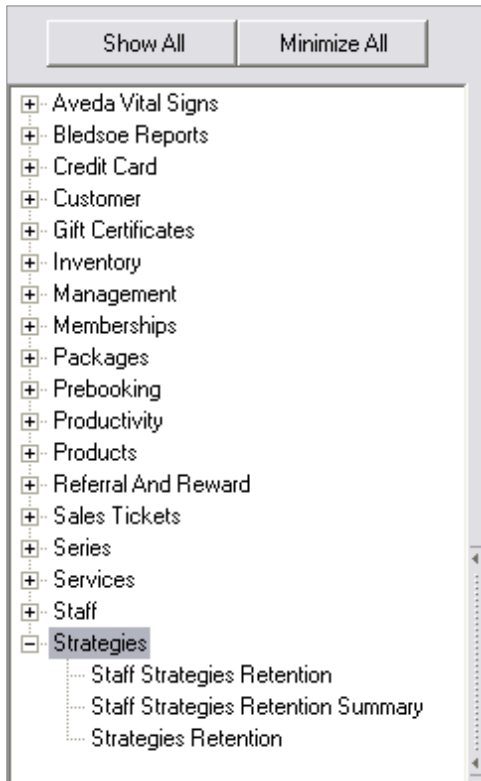 Show All Minimize All
Aveda Vital Signs
Bledsoe Reports
Credit Card
Customer
Gift Certificates
Inventory
Management
Memberships
Packages
Prebooking
Productivity
Products
Referral And Reward
Sales Tickets
Series
Services
Staff
Strategies
Staff Strategies Retention
Staff Strategies Retention Summary
Strategies Retention